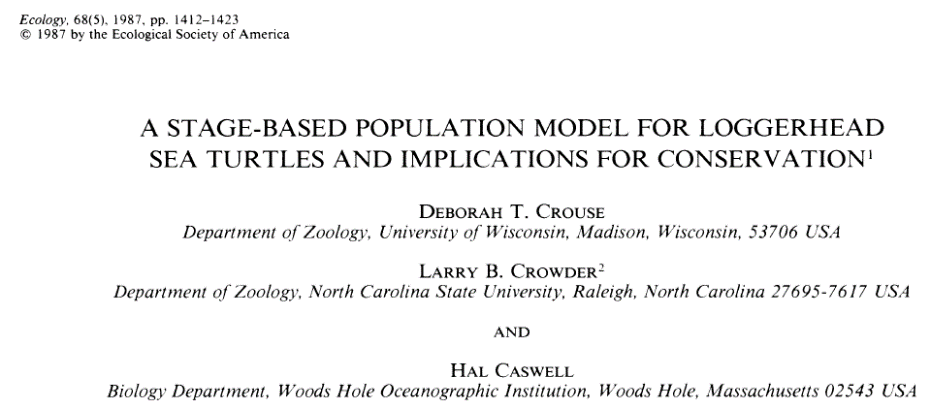 Ecology, 68(5), 1987, pp. 1412–1423
© 1987 by the Ecological Society of America
A STAGE-BASED POPULATION MODEL FOR LOGGERHEAD
SEA TURTLES AND IMPLICATIONS FOR CONSERVATION¹
DEBORAH T. CROUSE
Department of Zoology, University of Wisconsin, Madison, Wisconsin, 53706 USA
LARRY B. CROWDER²
Department of Zoology, North Carolina State University, Raleigh, North Carolina 27695-7617 USA
AND
HAL CASWELL
Biology Department, Woods Hole Oceanographic Institution, Woods Hole, Massachusetts 02543 USA